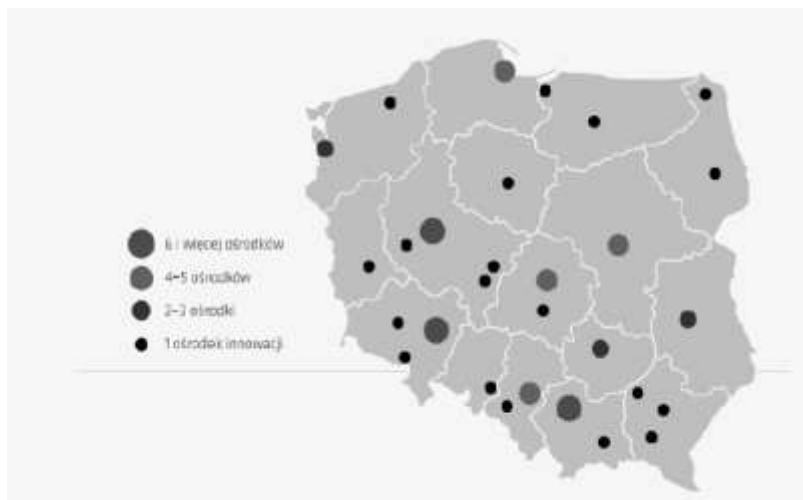 6 i więcej ośrodków
4–5 ośrodków
2–3 ośrodki
1 ośrodek innowacji